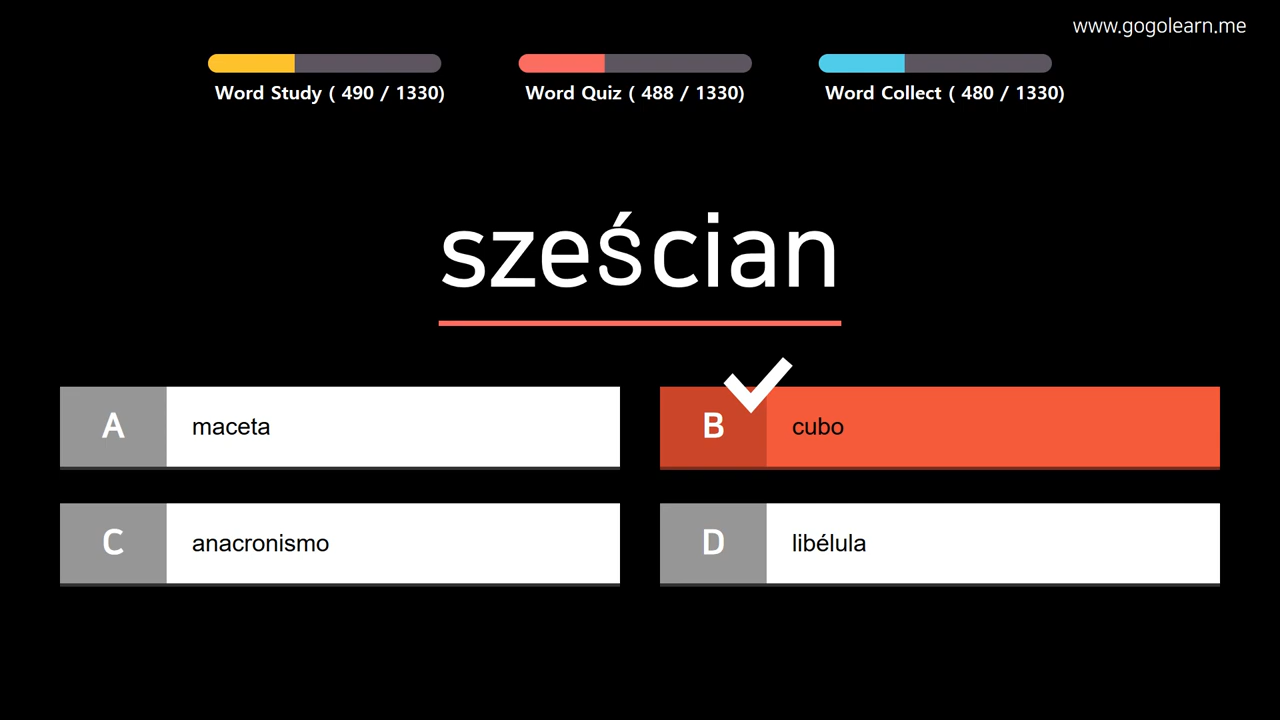 www.gogolearn.me
Word Study ( 490 / 1330)
Word Quiz ( 488 / 1330)
Word Collect ( 480 / 1330)
sześcian
A maceta
B cubo
C anacronismo
D libélula